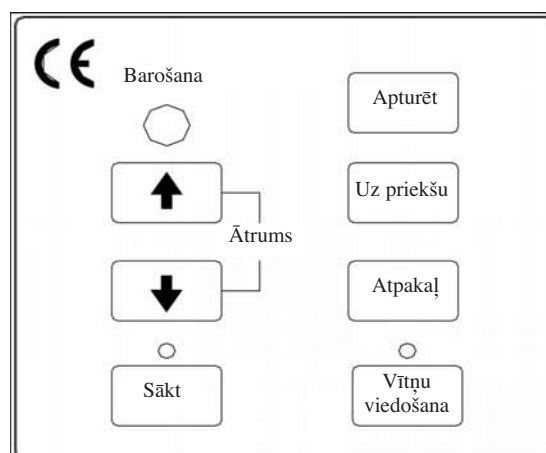 CE
Barošana
Apturēt
Uz priekšu
Ātrums
Atpakaļ
Sākt
Vītņu
viedošana